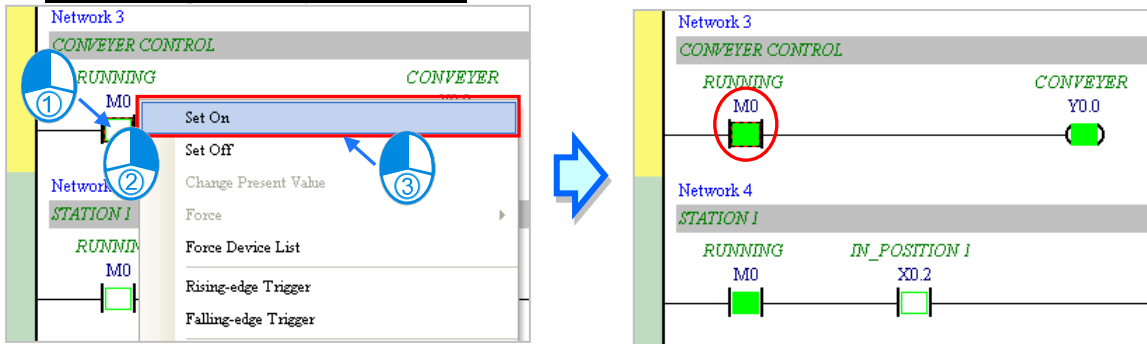 Network 3
CONVEYER CONTROL
RUNNING
CONVEYER
M0
①
Set On
②
Set Off
③
Change Present Value
Network
STATION 1
Force
RUNNIN
Force Device List
M0
Rising-edge Trigger
Falling-edge Trigger
Network 3
CONVEYER CONTROL
RUNNING
CONVEYER
M0
Y0.0
Network 4
STATION 1
RUNNING
IN_POSITION 1
M0
X0.2